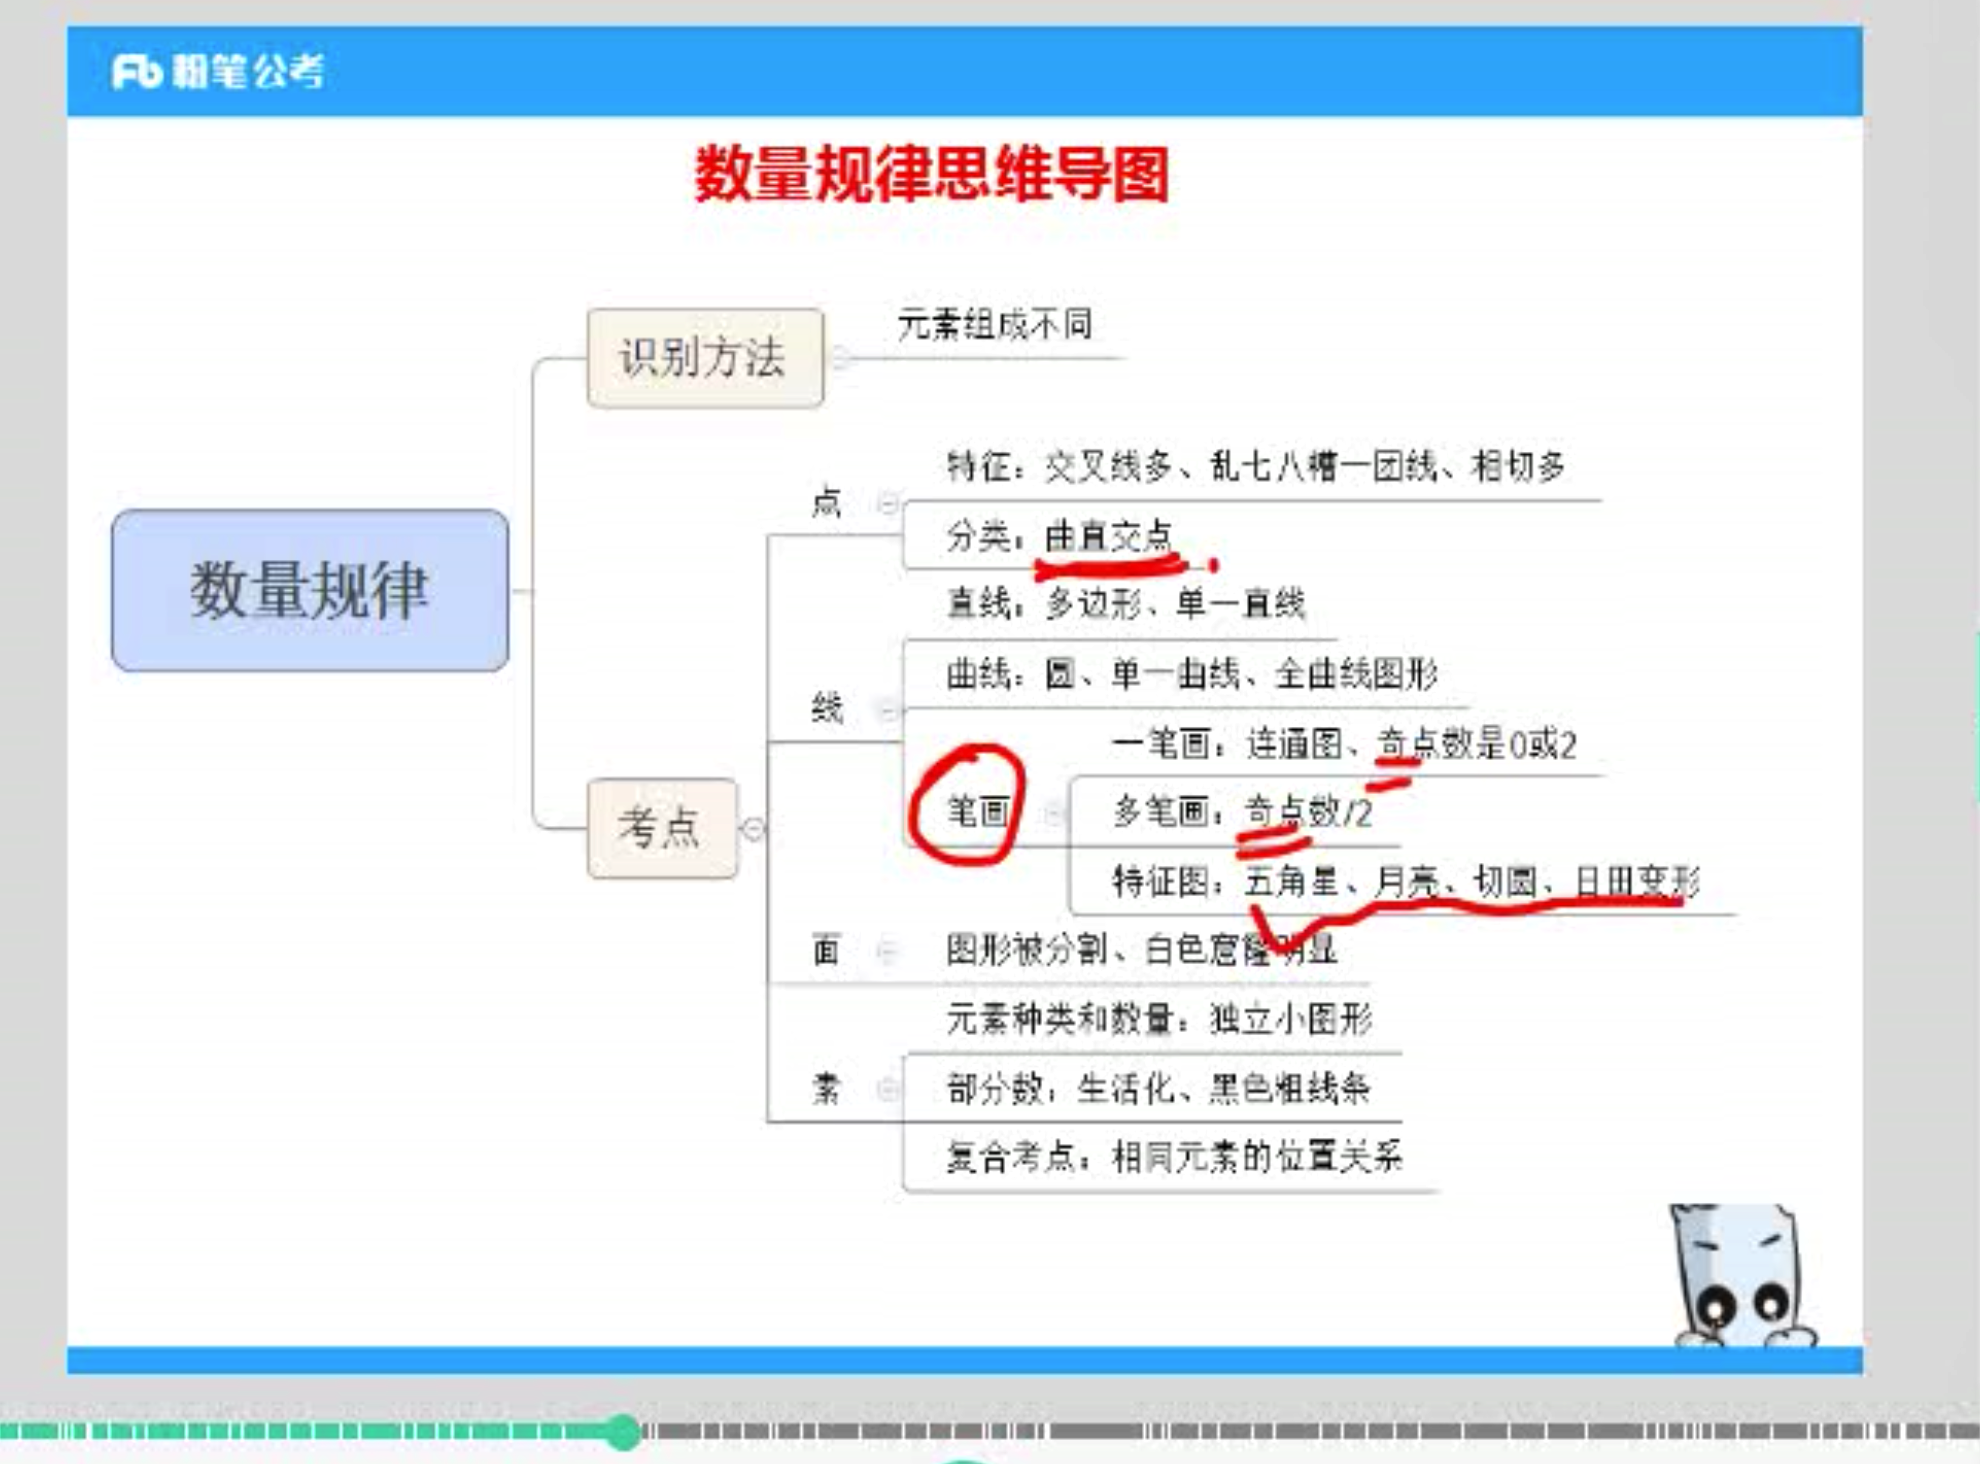 粉笔公考
数量规律思维导图
数量规律
识别方法
元素组成不同
考点
点
特征：交叉线多、乱七八糟一团线、相切多
分类：曲直交点
线
直线：多边形、单一直线
曲线：圆、单一曲线、全曲线图形
笔画
一笔画：连通图、奇点数是0或2
多笔画：奇点数/2
特征图：五角星、月亮、切圆、日田变形
面
图形被分割、白色窟窿明显
素
元素种类和数量：独立小图形
部分数：生活化、黑色粗线条
复合考点：相同元素的位置关系